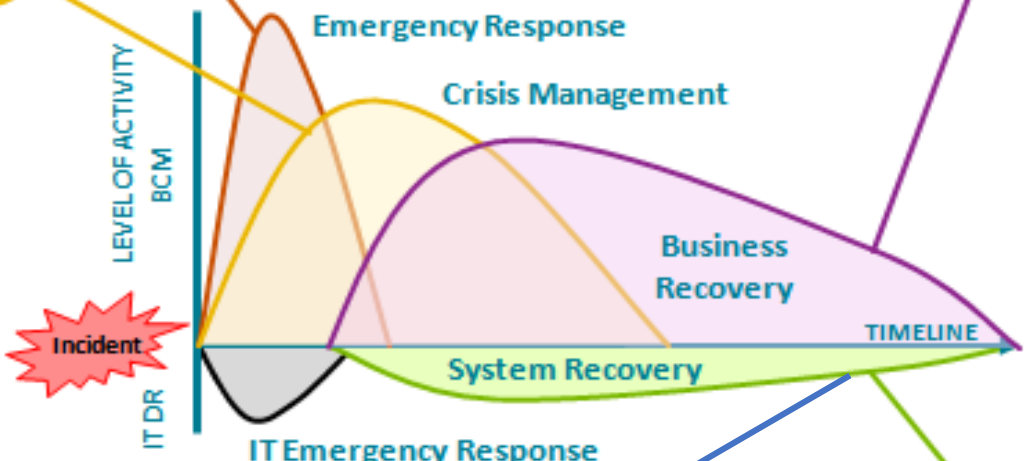 Emergency Response
Crisis Management
LEVEL OF ACTIVITY
BCM
Business
Recovery
TIMELINE
Incident
System Recovery
IT DR
IT Emergency Response